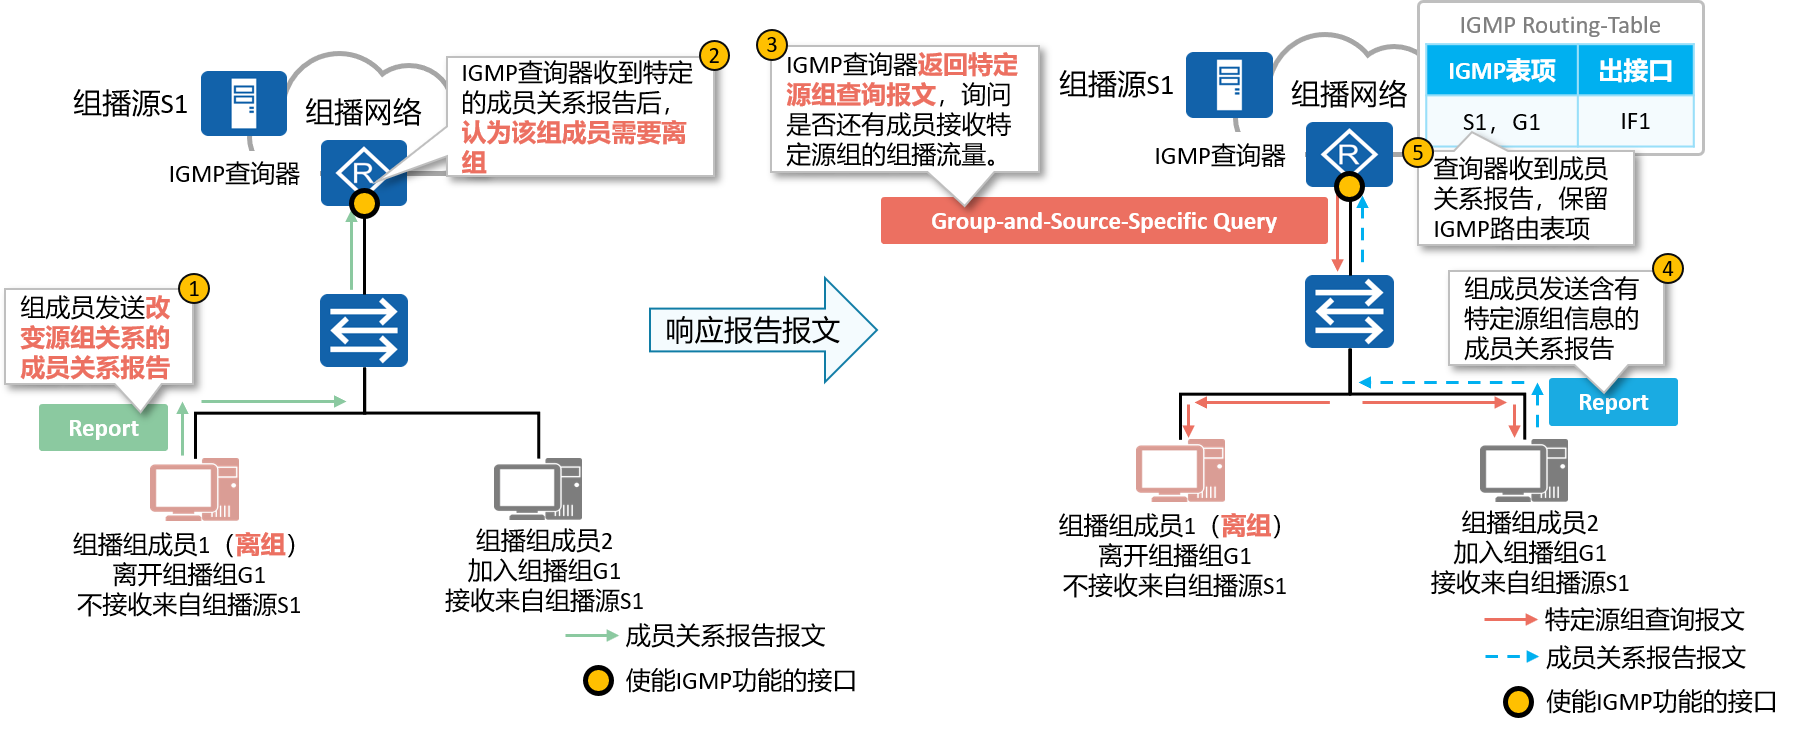 组播源S1
组播网络
IGMP查询器
2
IGMP查询器收到特定
的成员关系报告后，
认为该组成员需要离
组
1
组成员发送改
变源组关系的
成员关系报告
Report
组播组成员1（离组）
离开组播组G1
不接收来自组播源S1
组播组成员2
加入组播组G1
接收来自组播源S1
成员关系报告报文
使能IGMP功能的接口
响应报告报文
3
IGMP查询器返回特定
源组查询报文，询问
是否还有成员接收特
定源组的组播流量。
Group-and-Source-Specific Query
组播源S1
组播网络
IGMP查询器
IGMP Routing-Table
IGMP表项
出接口
S1，G1
IF1
5
查询器收到成员
关系报告，保留
IGMP路由表项
4
组成员发送含有
特定源组信息的
成员关系报告
Report
组播组成员1（离组）
离开组播组G1
不接收来自组播源S1
组播组成员2
加入组播组G1
接收来自组播源S1
特定源组查询报文
成员关系报告报文
使能IGMP功能的接口
R
R